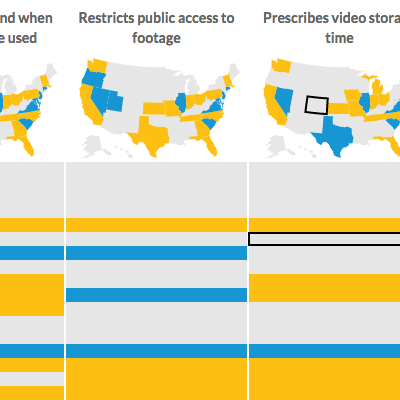 nd when
used
Restricts public access to
footage
Prescribes video stora
time